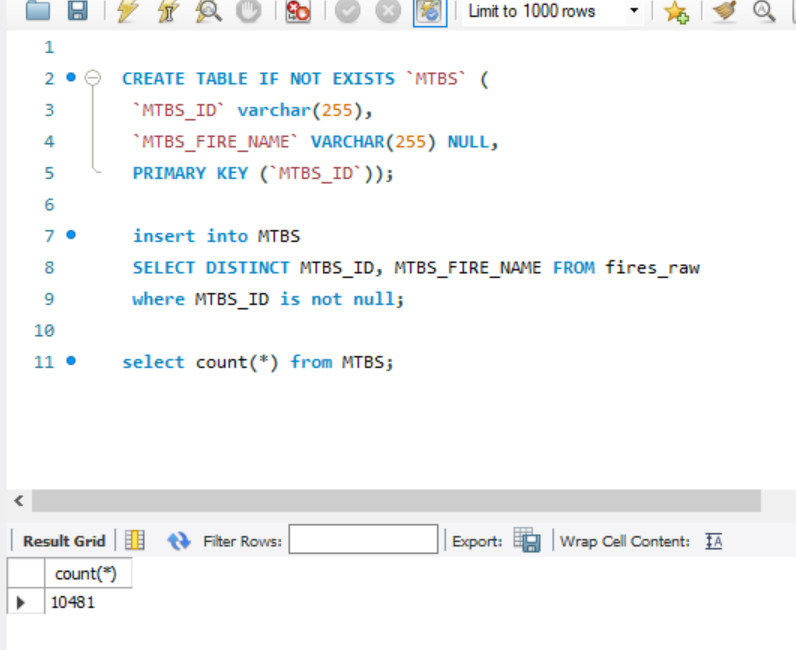 Limit to 1000 rows
1
2 CREATE TABLE IF NOT EXISTS `MTBS` (
3 `MTBS_ID` varchar(255),
4 `MTBS_FIRE_NAME` VARCHAR(255) NULL,
5 PRIMARY KEY (`MTBS_ID`));
6
7 insert into MTBS
8 SELECT DISTINCT MTBS_ID, MTBS_FIRE_NAME FROM fires_raw
9 where MTBS_ID is not null;
10
11 select count(*) from MTBS;
Result Grid Filter Rows: Export: Wrap Cell Content: IA
count(*)
10481